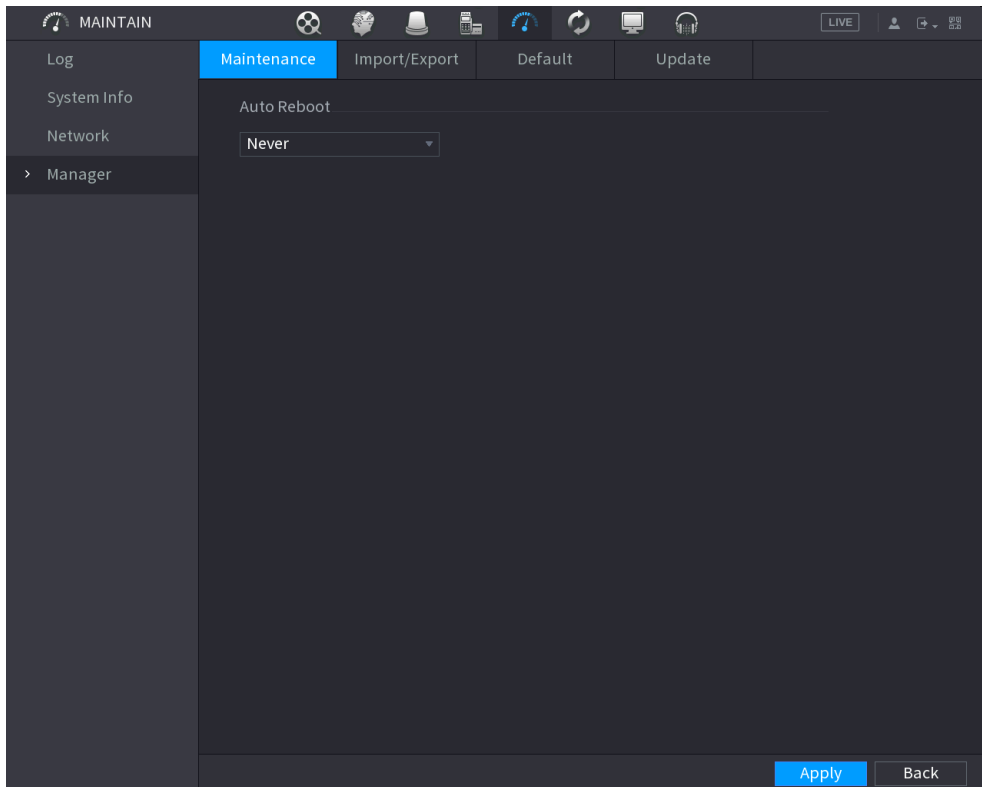 MAINTAIN
LIVE
Log
System Info
Network
Manager
Maintenance Import/Export Default Update
Auto Reboot
Never
Apply Back